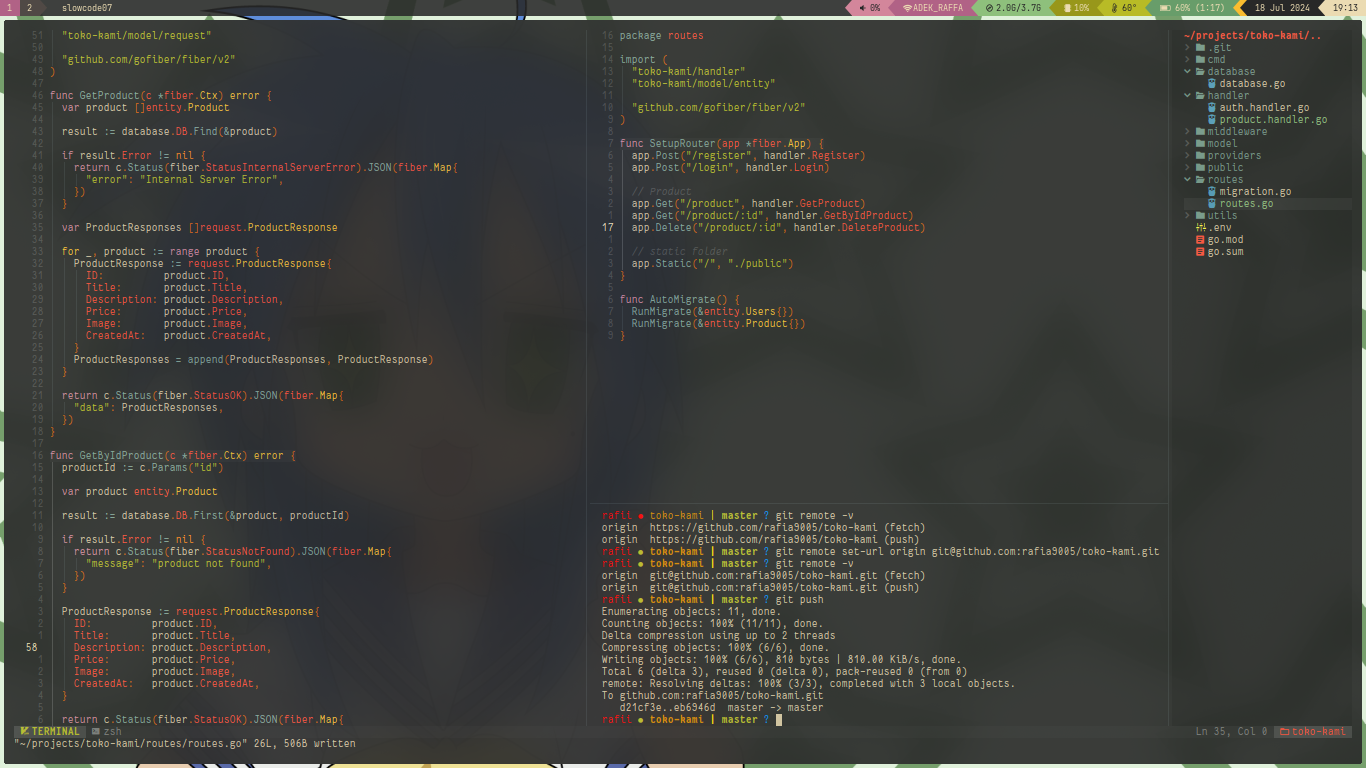 1 2 slowcode07 0% ADEK_RAFFA 2.0G/3.7G 10% 60° 60% (1:17) 18 Jul 2024 19:13
51 "toko-kami/model/request"
50
49 "github.com/gofiber/fiber/v2"
48 )
47
46 func GetProduct(c *fiber.Ctx) error {
45 var product []entity.Product
44
43 result := database.DB.Find(&product)
42
41 if result.Error != nil {
40 return c.Status(fiber.StatusInternalServerError).JSON(fiber.Map{
39 "error": "Internal Server Error",
38 })
37 }
36
35 var ProductResponses []request.ProductResponse
34
33 for _, product := range product {
32 ProductResponse := request.ProductResponse{
31 ID: product.ID,
30 Title: product.Title,
29 Description: product.Description,
28 Price: product.Price,
27 Image: product.Image,
26 CreatedAt: product.CreatedAt,
25 }
24 ProductResponses = append(ProductResponses, ProductResponse)
23 }
22
21 return c.Status(fiber.StatusOK).JSON(fiber.Map{
20 "data": ProductResponses,
19 })
18 }
17
16 func GetByIdProduct(c *fiber.Ctx) error {
15 productId := c.Params("id")
14
13 var product entity.Product
12
11 result := database.DB.First(&product, productId)
10
9 if result.Error != nil {
8 return c.Status(fiber.StatusNotFound).JSON(fiber.Map{
7 "message": "product not found",
6 })
5 }
4
3 ProductResponse := request.ProductResponse{
2 ID: product.ID,
1 Title: product.Title,
58 Description: product.Description,
1 Price: product.Price,
2 Image: product.Image,
3 CreatedAt: product.CreatedAt,
4 }
5
6 return c.Status(fiber.StatusOK).JSON(fiber.Map{
16 package routes
15
14 import (
13 "toko-kami/handler"
12 "toko-kami/model/entity"
11
10 "github.com/gofiber/fiber/v2"
9 )
8
7 func SetupRouter(app *fiber.App) {
6 app.Post("/register", handler.Register)
5 app.Post("/login", handler.Login)
4
3 // Product
2 app.Get("/product", handler.GetProduct)
1 app.Get("/product/:id", handler.GetByIdProduct)
17 app.Delete("/product/:id", handler.DeleteProduct)
1
2 // static folder
3 app.Static("/", "./public")
4 }
5
6 func AutoMigrate() {
7 RunMigrate(&entity.Users{})
8 RunMigrate(&entity.Product{})
9 }
rafii ● toko-kami | master ? git remote -v
origin https://github.com/rafia9005/toko-kami (fetch)
origin https://github.com/rafia9005/toko-kami (push)
rafii ● toko-kami | master ? git remote set-url origin git@github.com:rafia9005/toko-kami.git
rafii ● toko-kami | master ? git remote -v
origin git@github.com:rafia9005/toko-kami.git (fetch)
origin git@github.com:rafia9005/toko-kami.git (push)
rafii ● toko-kami | master ? git push
Enumerating objects: 11, done.
Counting objects: 100% (11/11), done.
Delta compression using up to 2 threads
Compressing objects: 100% (6/6), done.
Writing objects: 100% (6/6), 810 bytes | 810.00 KiB/s, done.
Total 6 (delta 3), reused 0 (delta 0), pack-reused 0 (from 0)
remote: Resolving deltas: 100% (3/3), completed with 3 local objects.
To github.com:rafia9005/toko-kami.git
d21cf3e..eb6946d master -> master
rafii ● toko-kami | master ?
~/projects/toko-kami/..
.git
cmd
database
database.go
handler
auth.handler.go
product.handler.go
middleware
model
providers
public
routes
migration.go
routes.go
utils
.env
go.mod
go.sum
TERMINAL zsh Ln 35, Col 0 toko-kami
"~/projects/toko-kami/routes/routes.go" 26L, 506B written